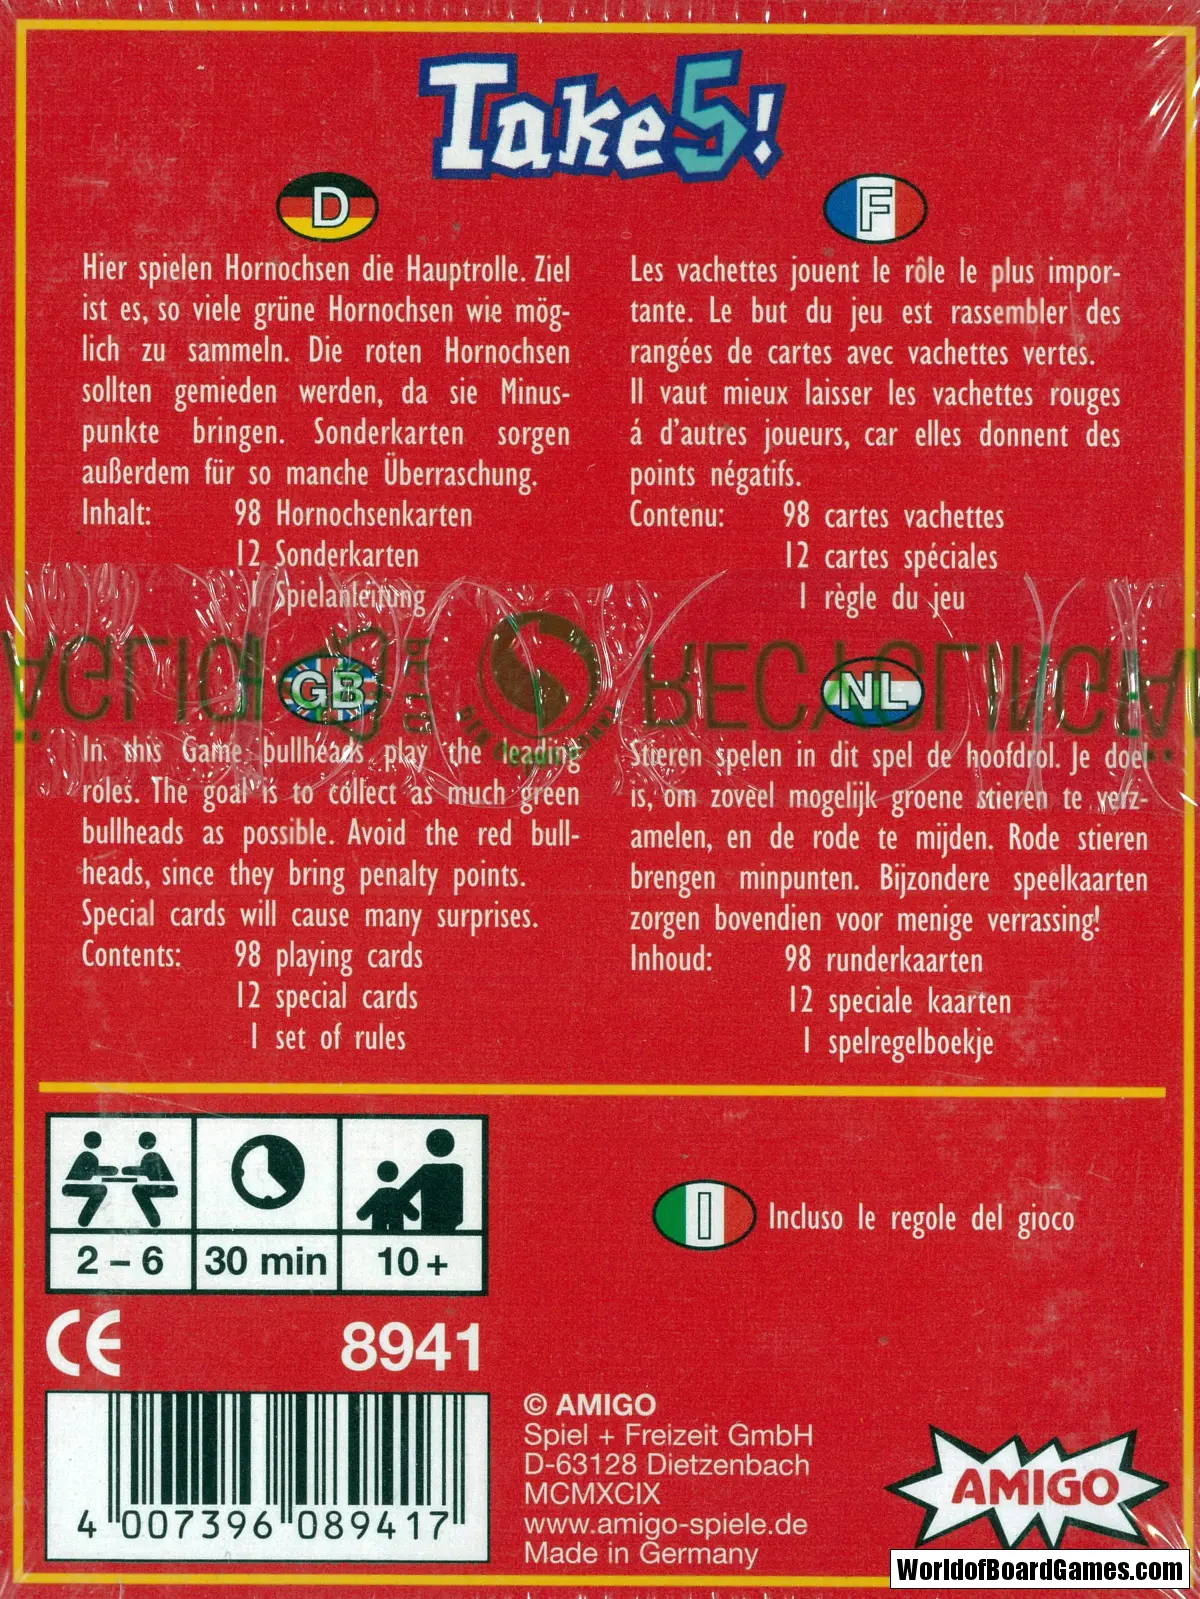 Take 5!
D
Hier spielen Hornochsen die Hauptrolle. Ziel
ist es, so viele grüne Hornochsen wie mög-
lich zu sammeln. Die roten Hornochsen
sollten gemieden werden, da sie Minus-
punkte bringen. Sonderkarten sorgen
außerdem für so manche Überraschung.
Inhalt: 98 Hornochsenkarten
12 Sonderkarten
1 Spielanleitung
F
Les vachettes jouent le rôle le plus impor-
tante. Le but du jeu est rassembler des
rangées de cartes avec vachettes vertes.
Il vaut mieux laisser les vachettes rouges
á d'autres joueurs, car elles donnent des
points négatifs.
Contenu: 98 cartes vachettes
12 cartes spéciales
1 règle du jeu
GB
In this Game bullheads play the leading
roles. The goal is to collect as much green
bullheads as possible. Avoid the red bull-
heads, since they bring penalty points.
Special cards will cause many surprises.
Contents: 98 playing cards
12 special cards
1 set of rules
NL
Stieren spelen in dit spel de hoofdrol. Je doel
is, om zoveel mogelijk groene stieren te verz-
amelen, en de rode te mijden. Rode stieren
brengen minpunten. Bijzondere speelkaarten
zorgen bovendien voor menige verrassing!
Inhoud: 98 runderkaarten
12 speciale kaarten
1 spelregelboekje
2 – 6 30 min 10 +
I Incluso le regole del gioco
CE 8941
4 007396 089417
© AMIGO
Spiel + Freizeit GmbH
D-63128 Dietzenbach
MCMXCIX
www.amigo-spiele.de
Made in Germany
AMIGO
WorldofBoardGames.com